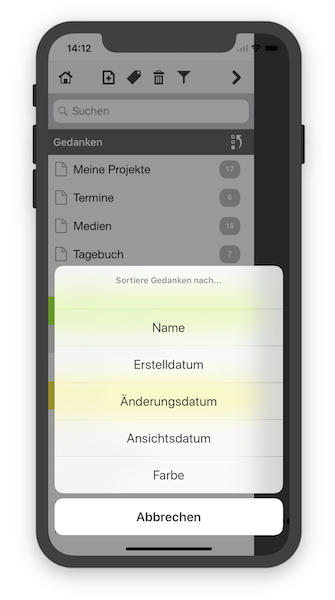 14:12
Suchen
Gedanken
Meine Projekte 17
Termine 6
Medien 16
Tagebuch 7
Sortiere Gedanken nach...
Name
Erstelldatum
Änderungsdatum
Ansichtsdatum
Farbe
Abbrechen